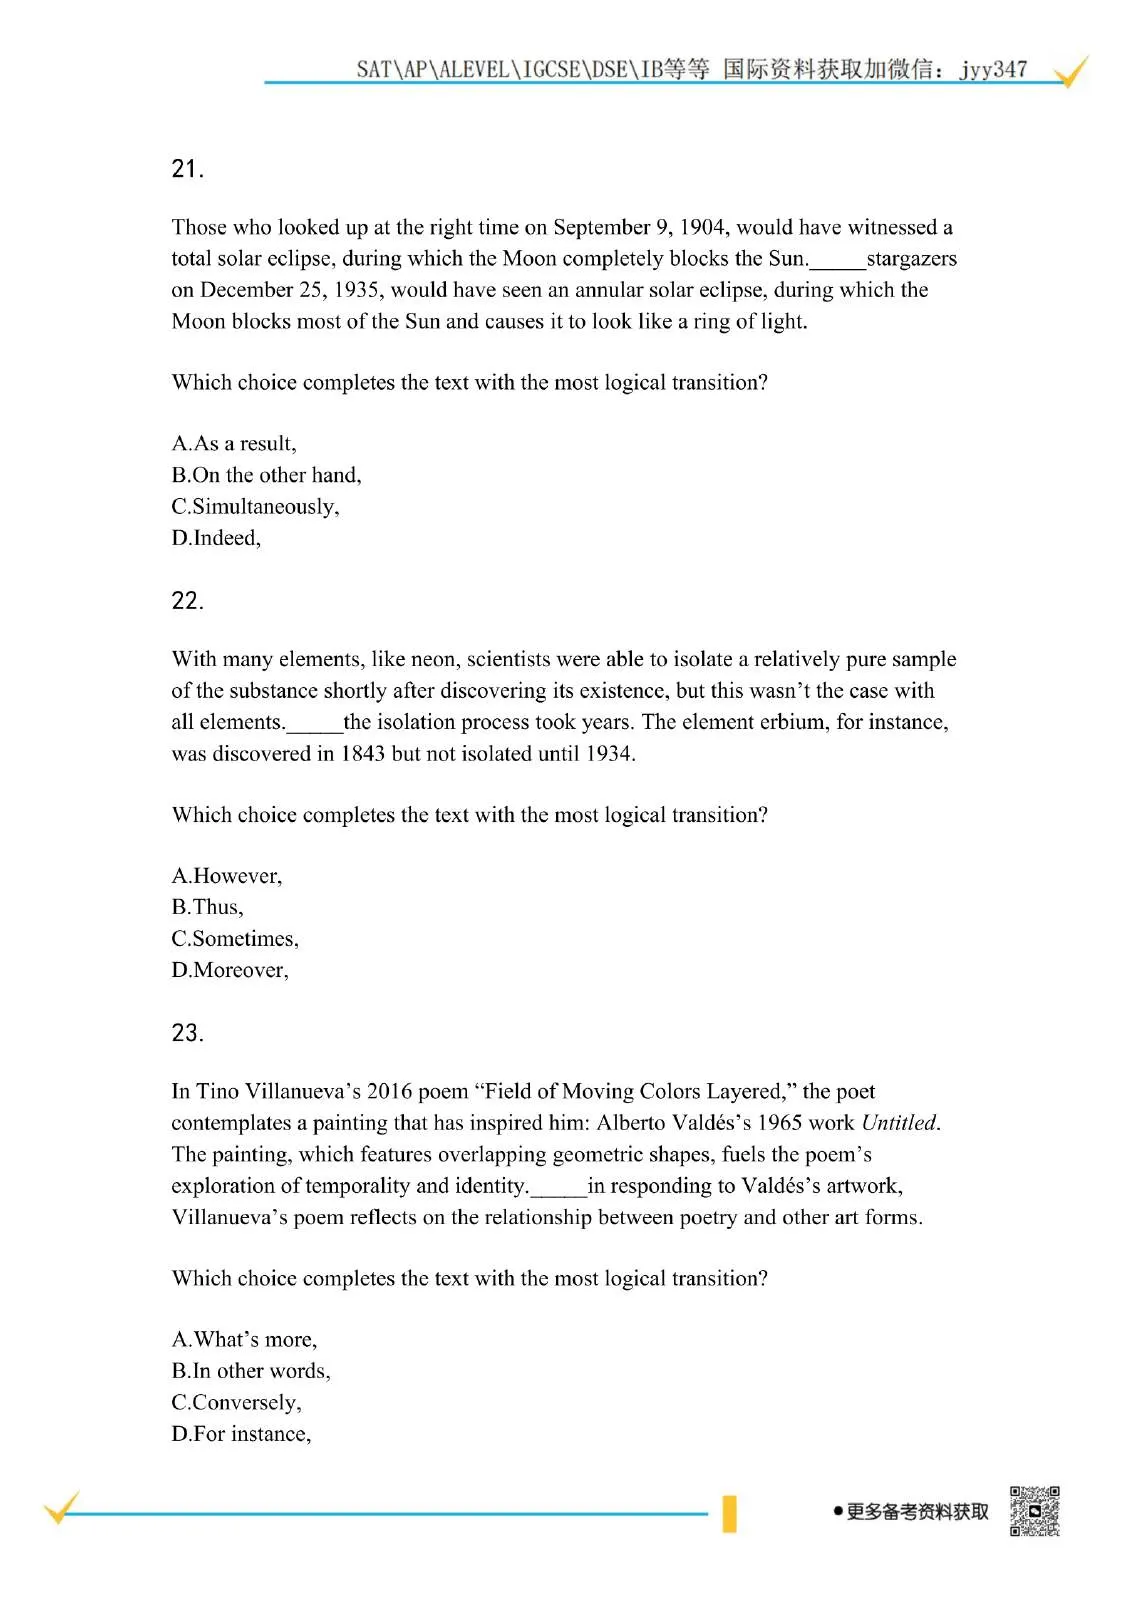 SAT\AP\ALEVEL\IGCSE\DSE\IB等等 国际资料获取加微信：jyy347
21.
Those who looked up at the right time on September 9, 1904, would have witnessed a
total solar eclipse, during which the Moon completely blocks the Sun._____stargazers
on December 25, 1935, would have seen an annular solar eclipse, during which the
Moon blocks most of the Sun and causes it to look like a ring of light.
Which choice completes the text with the most logical transition?
A.As a result,
B.On the other hand,
C.Simultaneously,
D.Indeed,
22.
With many elements, like neon, scientists were able to isolate a relatively pure sample
of the substance shortly after discovering its existence, but this wasn’t the case with
all elements._____the isolation process took years. The element erbium, for instance,
was discovered in 1843 but not isolated until 1934.
Which choice completes the text with the most logical transition?
A.However,
B.Thus,
C.Sometimes,
D.Moreover,
23.
In Tino Villanueva’s 2016 poem “Field of Moving Colors Layered,” the poet
contemplates a painting that has inspired him: Alberto Valdés’s 1965 work Untitled.
The painting, which features overlapping geometric shapes, fuels the poem’s
exploration of temporality and identity._____in responding to Valdés’s artwork,
Villanueva’s poem reflects on the relationship between poetry and other art forms.
Which choice completes the text with the most logical transition?
A.What’s more,
B.In other words,
C.Conversely,
D.For instance,
●更多备考资料获取